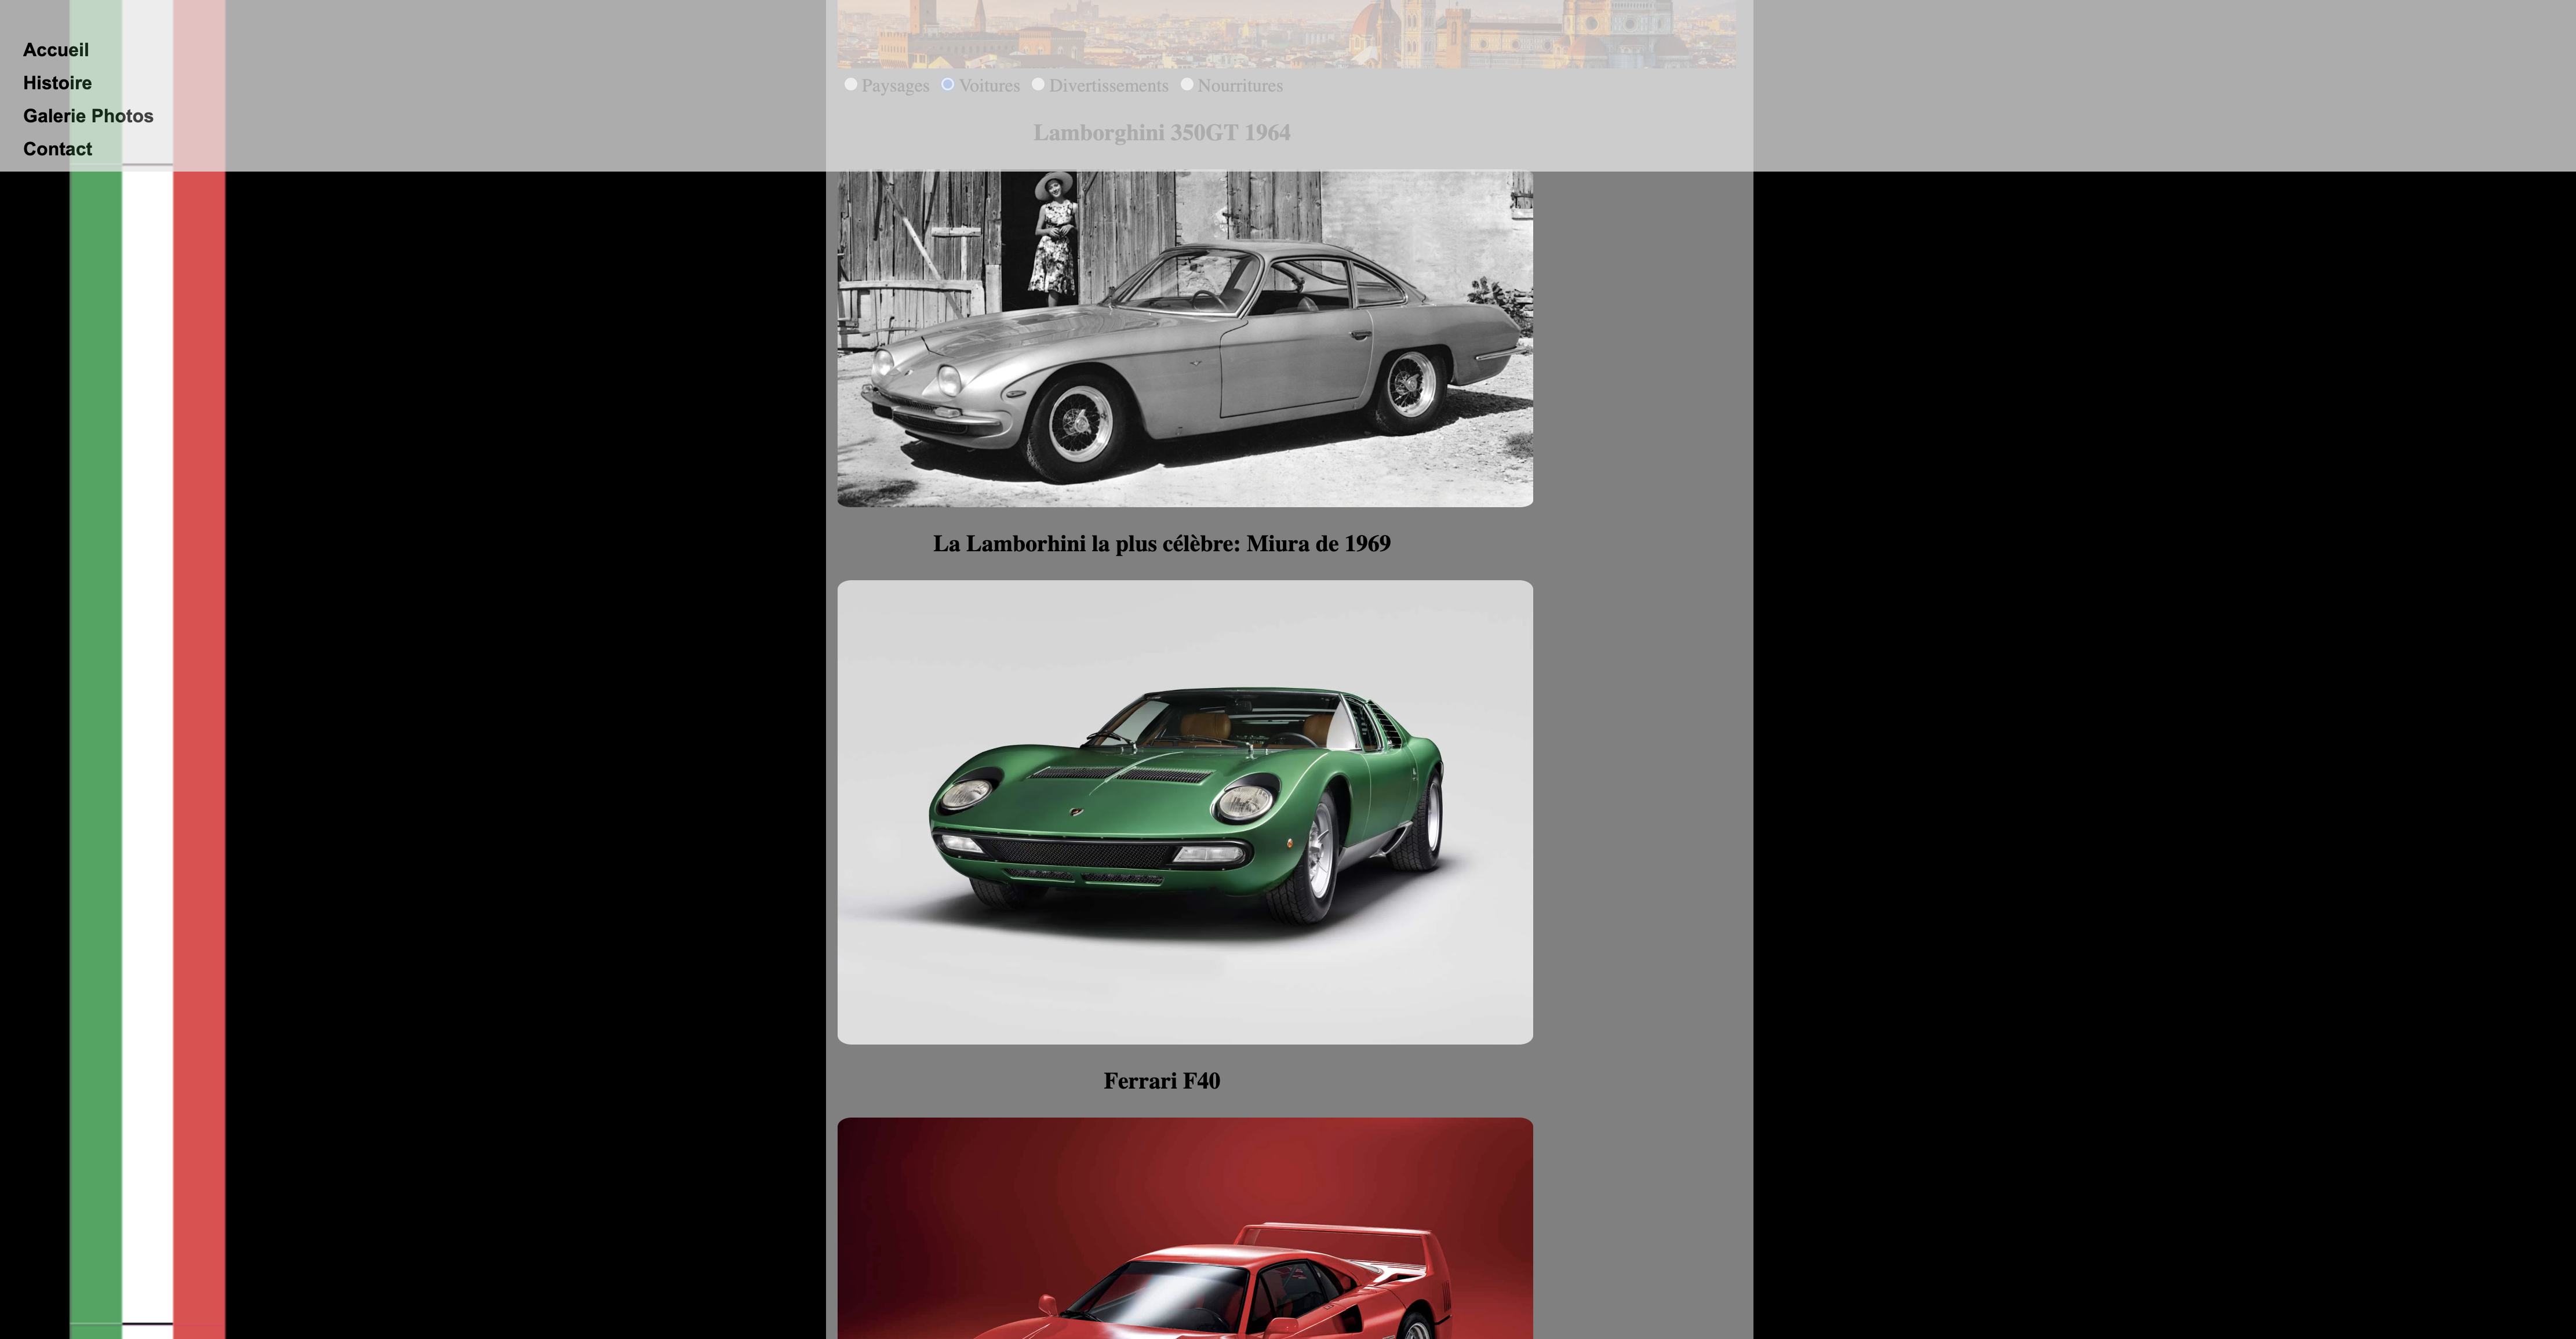 Accueil
Histoire
Galerie Photos
Contact
Paysages Voitures Divertissements Nourritures
Lamborghini 350GT 1964
La Lamborhini la plus célèbre: Miura de 1969
Ferrari F40